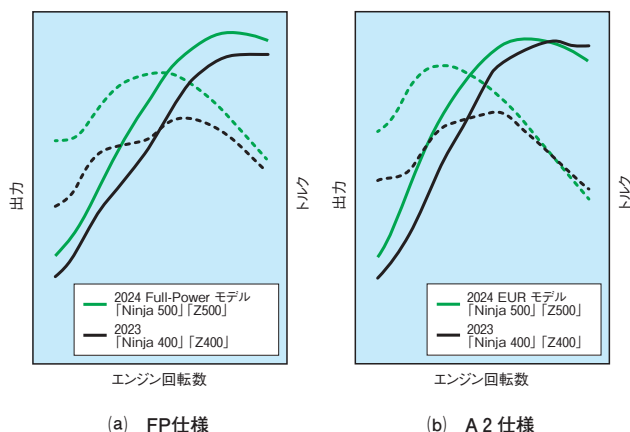 出力
トルク
2024 Full-Power モデル
「Ninja 500」「Z500」
2023
「Ninja 400」「Z400」
エンジン回転数
(a) FP仕様
出力
トルク
2024 EUR モデル
「Ninja 500」「Z500」
2023
「Ninja 400」「Z400」
エンジン回転数
(b) A 2 仕様